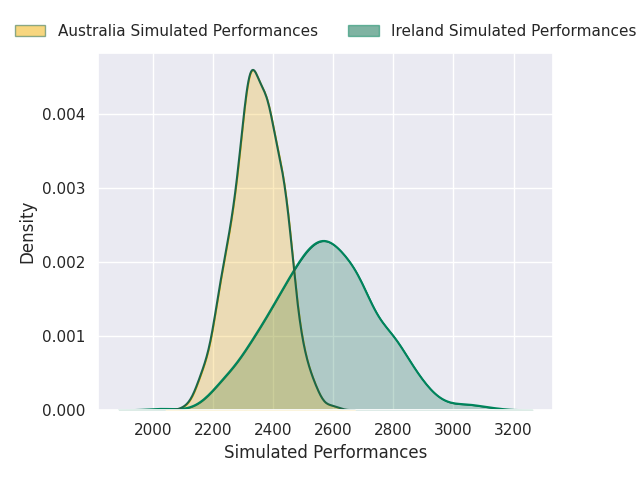 Australia Simulated Performances
Ireland Simulated Performances
0.004
0.003
0.002
0.001
0.000
Density
2000 2200 2400 2600 2800 3000 3200
Simulated Performances